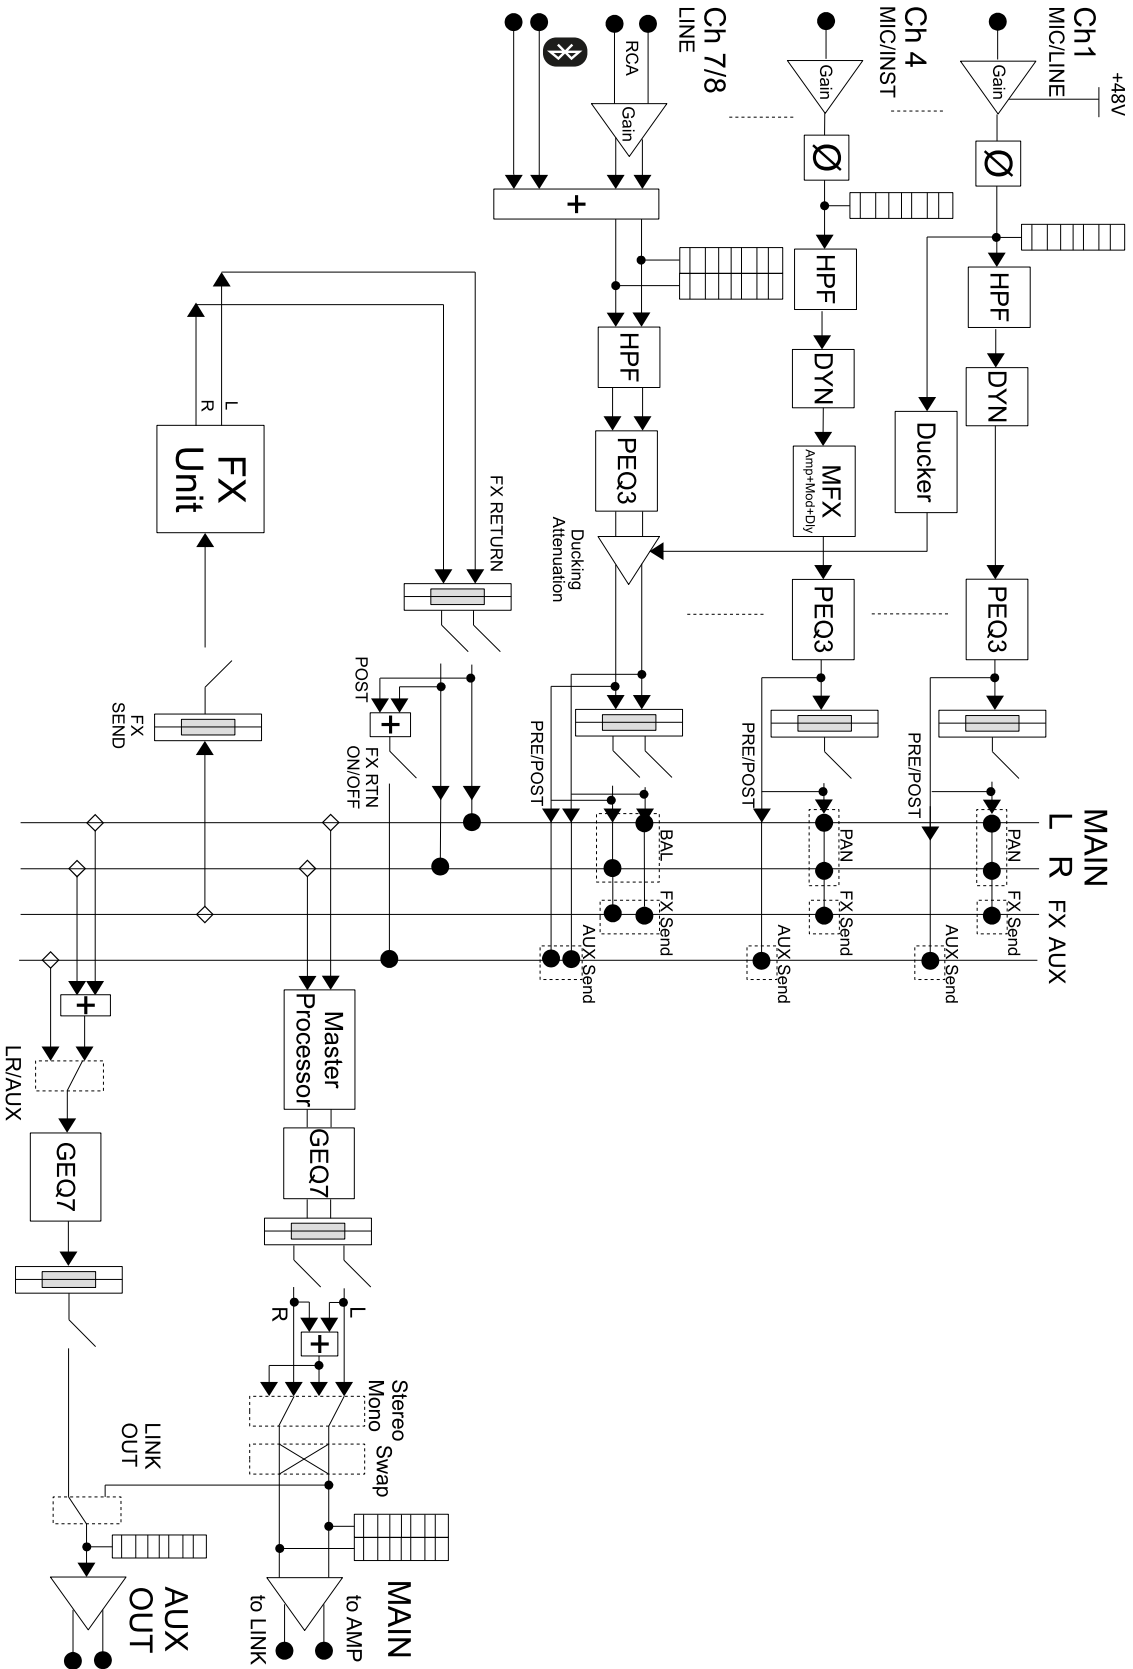 Ch1
MIC/LINE
+48V
Gain
Ø
HPF
DYN
Ducker
PEQ3
PRE/POST
PAN
FX Send
AUX Send
MAIN
L R FX AUX
Ch 4
MIC/INST
Gain
Ø
HPF
DYN
MFX
Amp+Mod+Dly
PEQ3
PRE/POST
PAN
FX Send
AUX Send
Ch 7/8
LINE
RCA
Gain
+
HPF
PEQ3
Ducking
Attenuation
PRE/POST
BAL
FX Send
AUX Send
FX RETURN
POST
+
FX RTN
ON/OFF
L
R
FX
Unit
FX
SEND
Master
Processor
GEQ7
L
R
+
Stereo
Mono
Swap
MAIN
to AMP
to LINK
+
LR/AUX
GEQ7
LINK
OUT
AUX
OUT